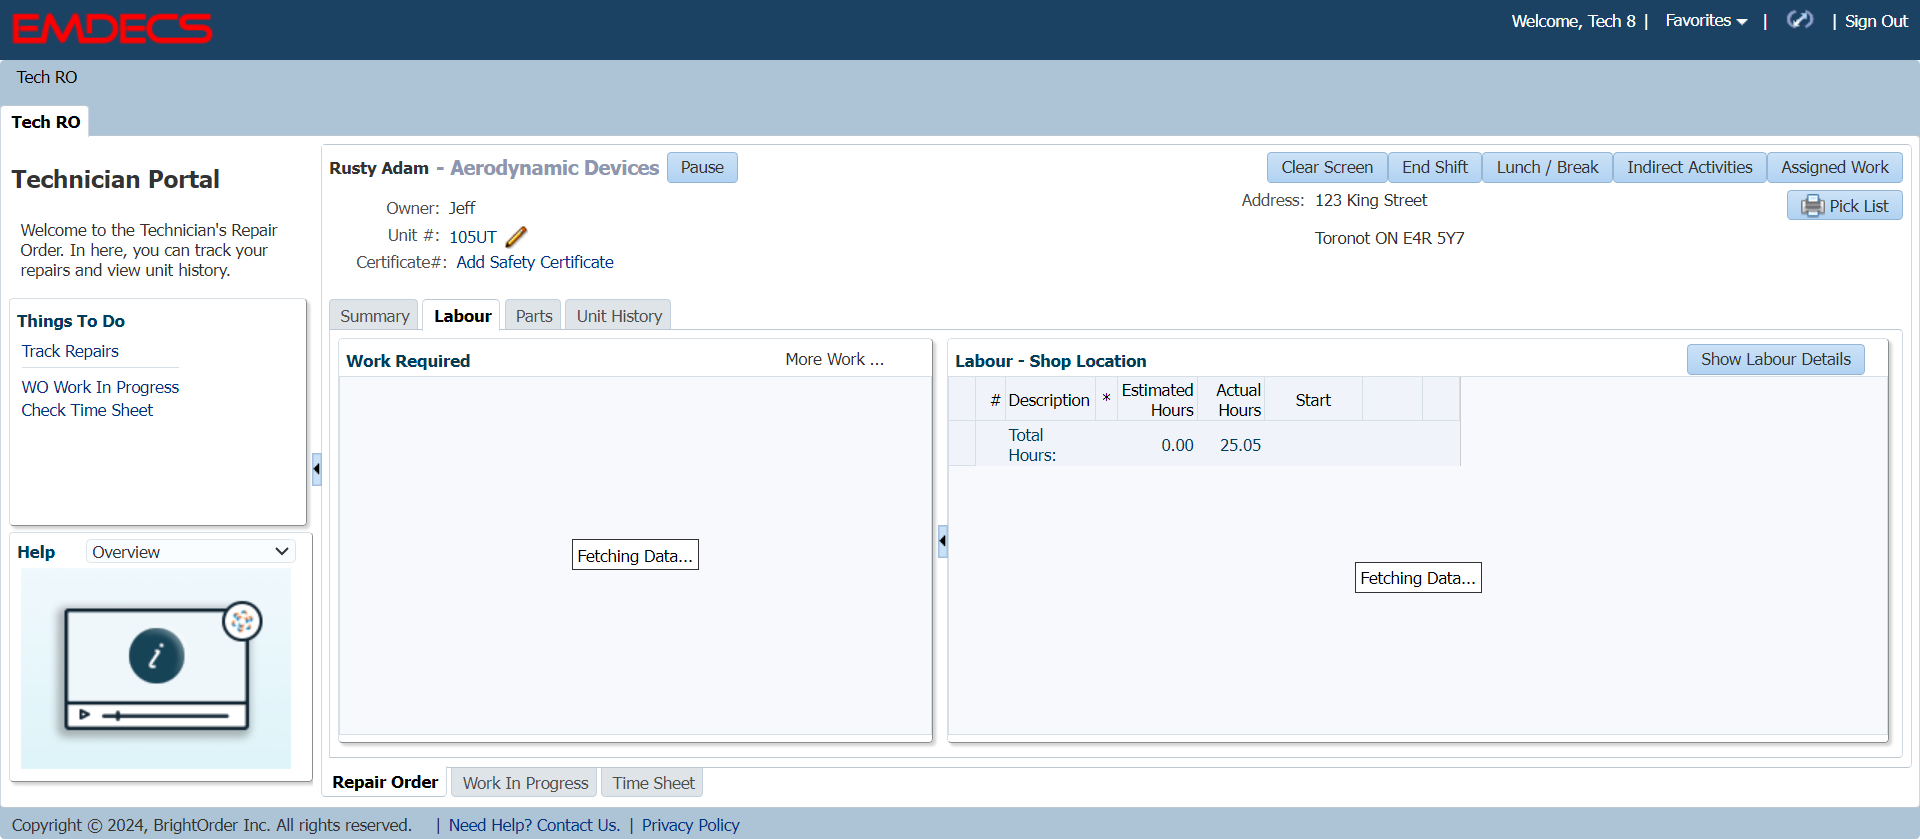 EMDECS
Welcome, Tech 8 | Favorites | | Sign Out
Tech RO
Tech RO
Technician Portal
Welcome to the Technician's Repair
Order. In here, you can track your
repairs and view unit history.
Things To Do
Track Repairs
WO Work In Progress
Check Time Sheet
Help Overview
i
Rusty Adam - Aerodynamic Devices Pause
Clear Screen End Shift Lunch / Break Indirect Activities Assigned Work
Owner: Jeff
Unit #: 105UT
Certificate#: Add Safety Certificate
Address: 123 King Street
Toronot ON E4R 5Y7
Pick List
Summary Labour Parts Unit History
Work Required More Work ...
Fetching Data...
Labour - Shop Location Show Labour Details
# Description * Estimated Hours Actual Hours Start
Total Hours: 0.00 25.05
Fetching Data...
Repair Order Work In Progress Time Sheet
Copyright © 2024, BrightOrder Inc. All rights reserved. | Need Help? Contact Us. | Privacy Policy